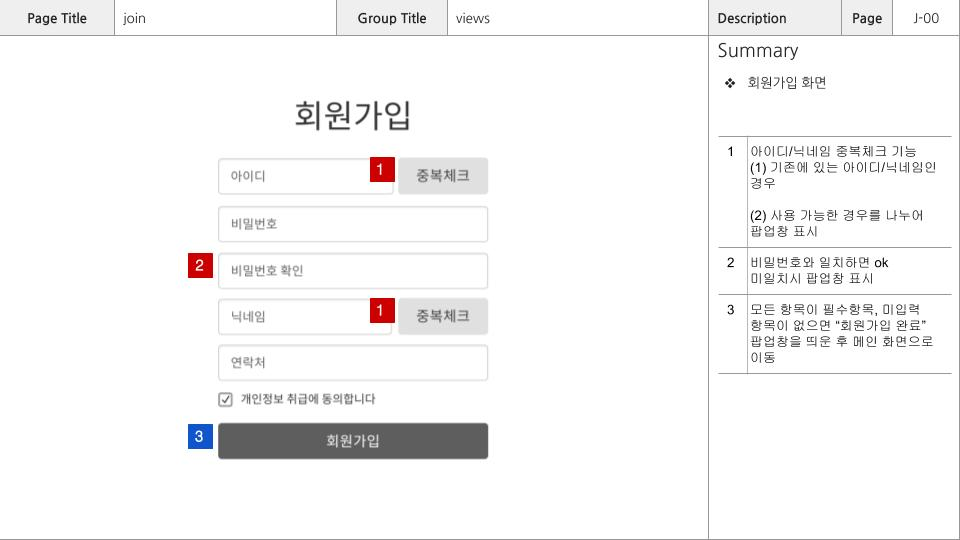 Page Title join Group Title views Description Page J-00
Summary
❖ 회원가입 화면
회원가입
아이디 1 중복체크
비밀번호
2 비밀번호 확인
닉네임 1 중복체크
연락처
개인정보 취급에 동의합니다
3 회원가입
1 아이디/닉네임 중복체크 기능
(1) 기존에 있는 아이디/닉네임인
경우
(2) 사용 가능한 경우를 나누어
팝업창 표시
2 비밀번호와 일치하면 ok
미일치시 팝업창 표시
3 모든 항목이 필수항목, 미입력
항목이 없으면 “회원가입 완료”
팝업창을 띄운 후 메인 화면으로
이동